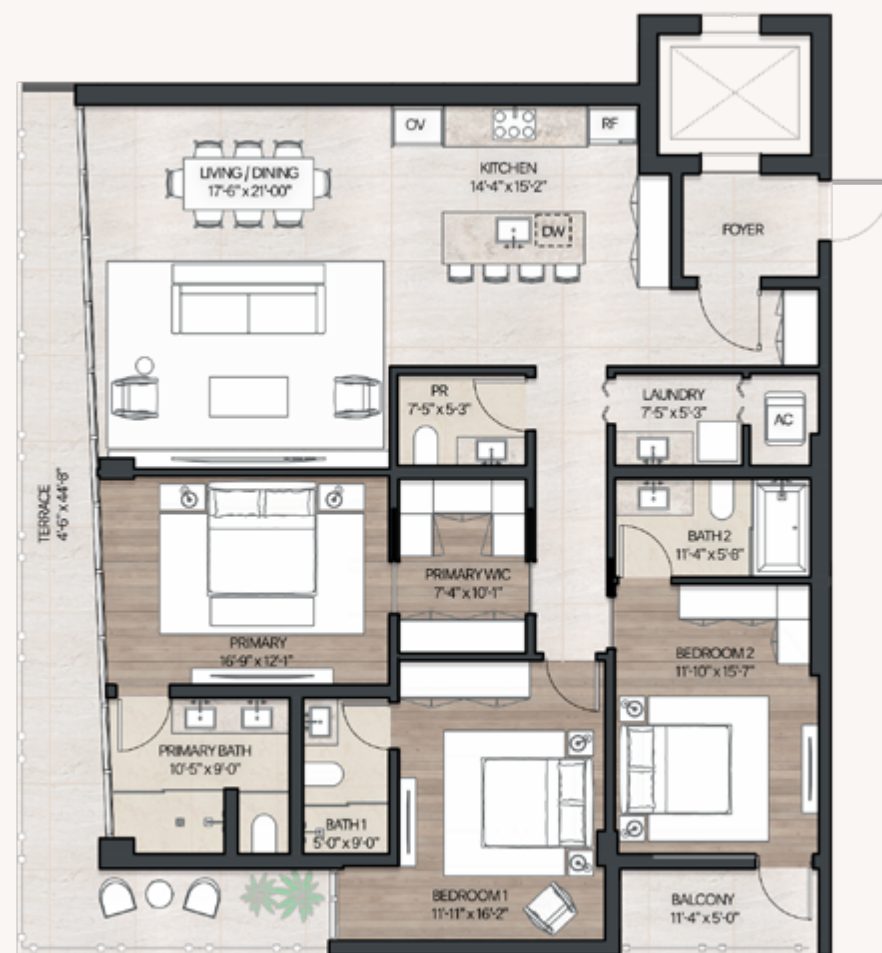 OV
RF
LIVING / DINING
17'-6" x 21'-00"
KITCHEN
14'-4" x 15'-2"
DW
FOYER
PR
7'-5" x 5'-3"
LAUNDRY
7'-5" x 5'-3"
AC
TERRACE
4'-6" x 44'-8"
BATH 2
11'-4" x 5'-8"
PRIMARY WIC
7'-4" x 10'-1"
PRIMARY
16'-9" x 12'-1"
BEDROOM 2
11'-10" x 15'-7"
PRIMARY BATH
10'-5" x 9'-0"
BATH 1
5'-0" x 9'-0"
BEDROOM 1
11'-11" x 16'-2"
BALCONY
11'-4" x 5'-0"